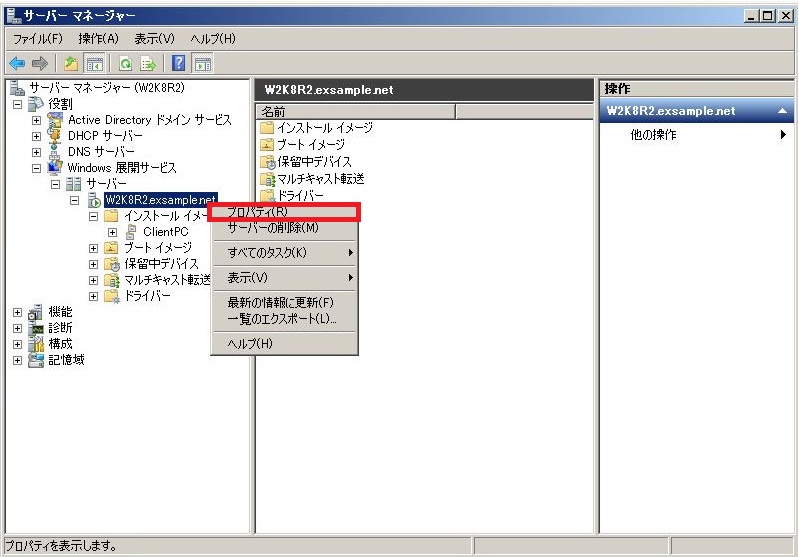 サーバー マネージャー
ファイル(F) 操作(A) 表示(V) ヘルプ(H)
サーバー マネージャー (W2K8R2)
役割
Active Directory ドメイン サービス
DHCP サーバー
DNS サーバー
Windows 展開サービス
サーバー
W2K8R2.exsample.net
インストール イメー
ClientPC
ブート イメージ
保留中デバイス
マルチキャスト転送
ドライバー
機能
診断
構成
記憶域
W2K8R2.exsample.net
名前
インストール イメージ
ブート イメージ
保留中デバイス
マルチキャスト転送
ドライバー
プロパティ(R)
サーバーの削除(M)
すべてのタスク(K)
表示(V)
最新の情報に更新(F)
一覧のエクスポート(L)...
ヘルプ(H)
操作
W2K8R2.exsample.net
他の操作
プロパティを表示します。